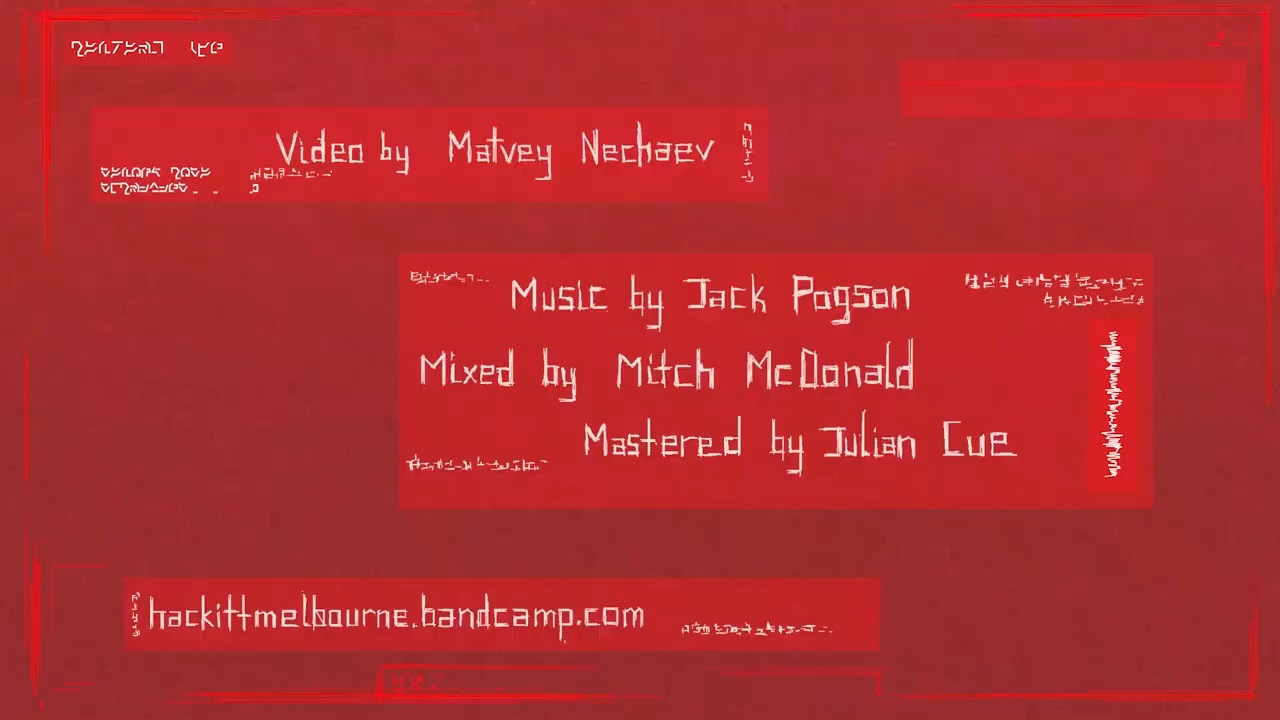 Video by Matvey Nechaev
Music by Jack Pogson
Mixed by Mitch McDonald
Mastered by Julian Cue
hackittmelbourne.bandcamp.com